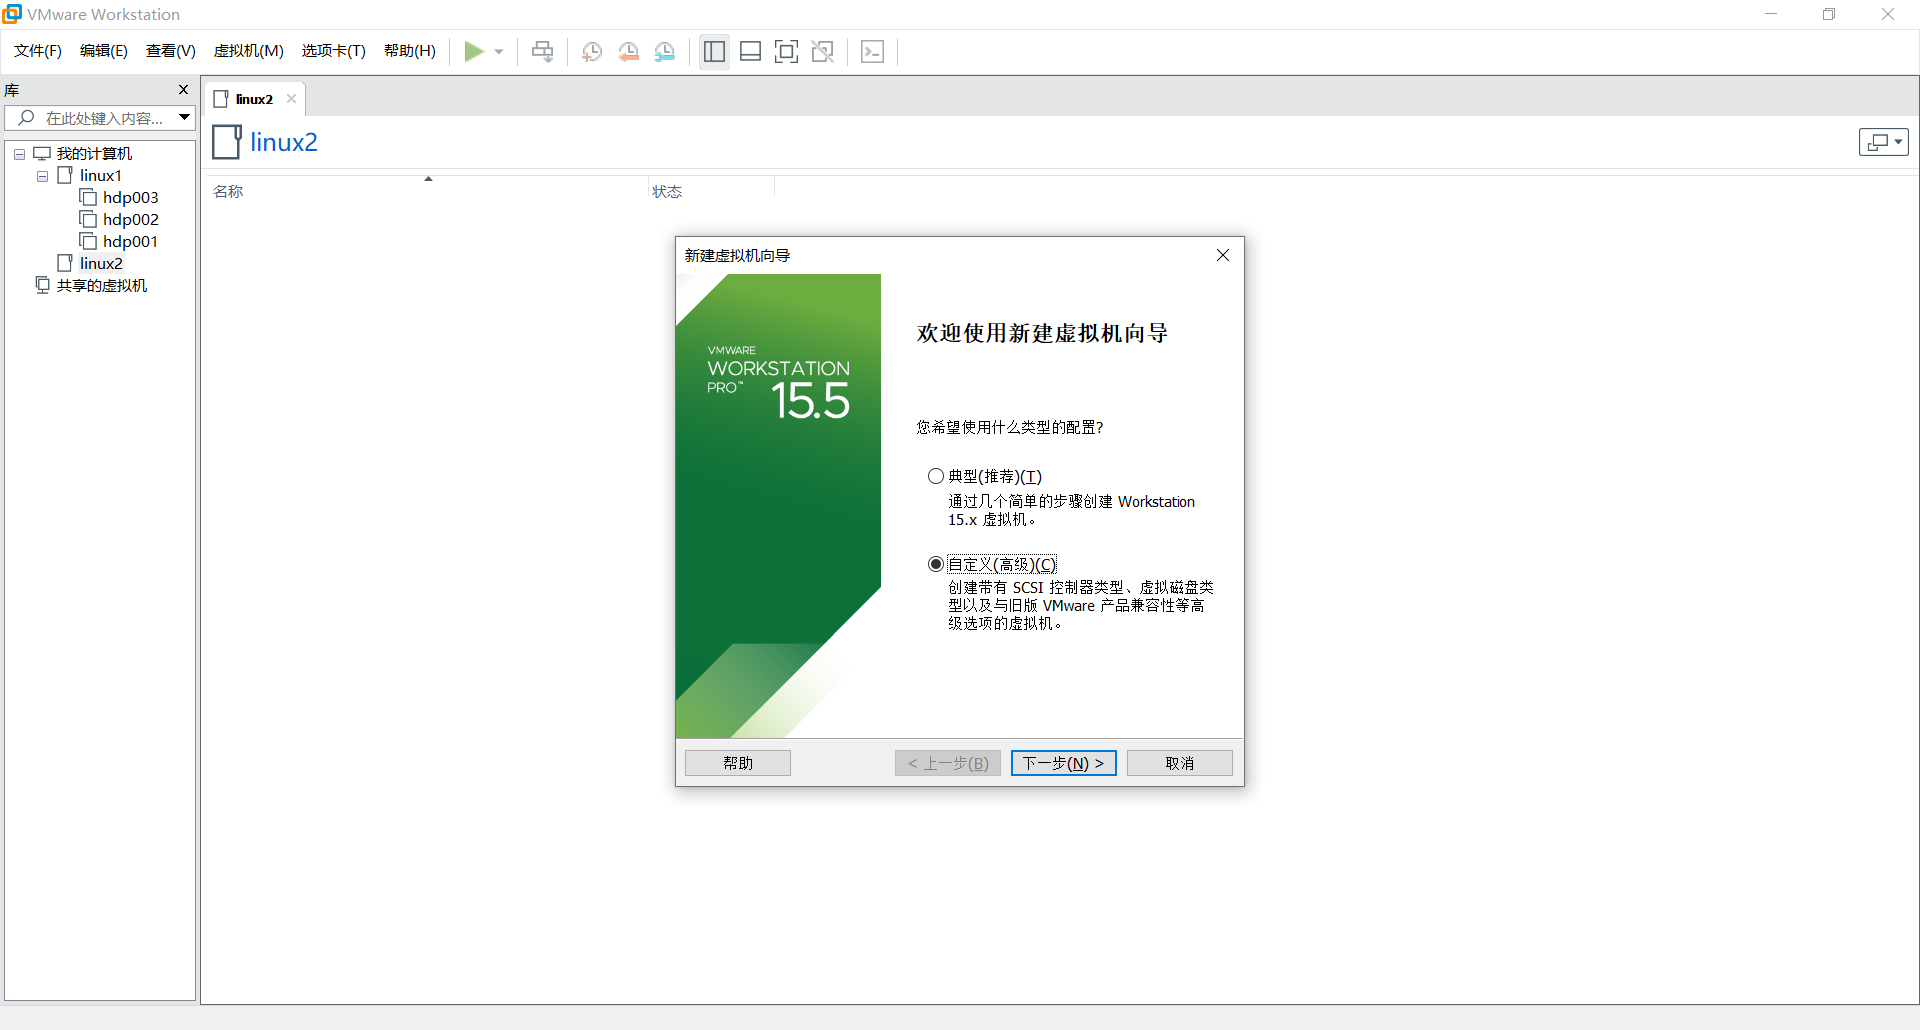 VMware Workstation
文件(F) 编辑(E) 查看(V) 虚拟机(M) 选项卡(T) 帮助(H)
库
在此处键入内容...
我的计算机
linux1
hdp003
hdp002
hdp001
linux2
共享的虚拟机
linux2
linux2
名称 状态
新建虚拟机向导
VMWARE
WORKSTATION
PRO™ 15.5
欢迎使用新建虚拟机向导
您希望使用什么类型的配置?
典型(推荐)(T)
通过几个简单的步骤创建 Workstation
15.x 虚拟机。
自定义(高级)(C)
创建带有 SCSI 控制器类型、虚拟磁盘类
型以及与旧版 VMware 产品兼容性等高
级选项的虚拟机。
帮助 < 上一步(B) 下一步(N) > 取消